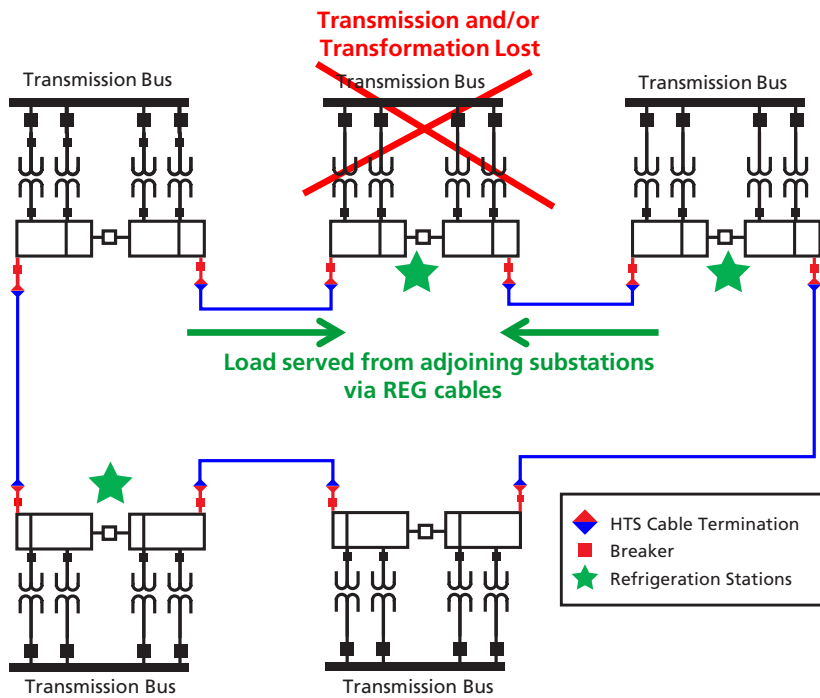 Transmission and/or
Transformation Lost
Transmission Bus
Transmission Bus
Transmission Bus
Load served from adjoining substations
via REG cables
HTS Cable Termination
Breaker
Refrigeration Stations
Transmission Bus
Transmission Bus